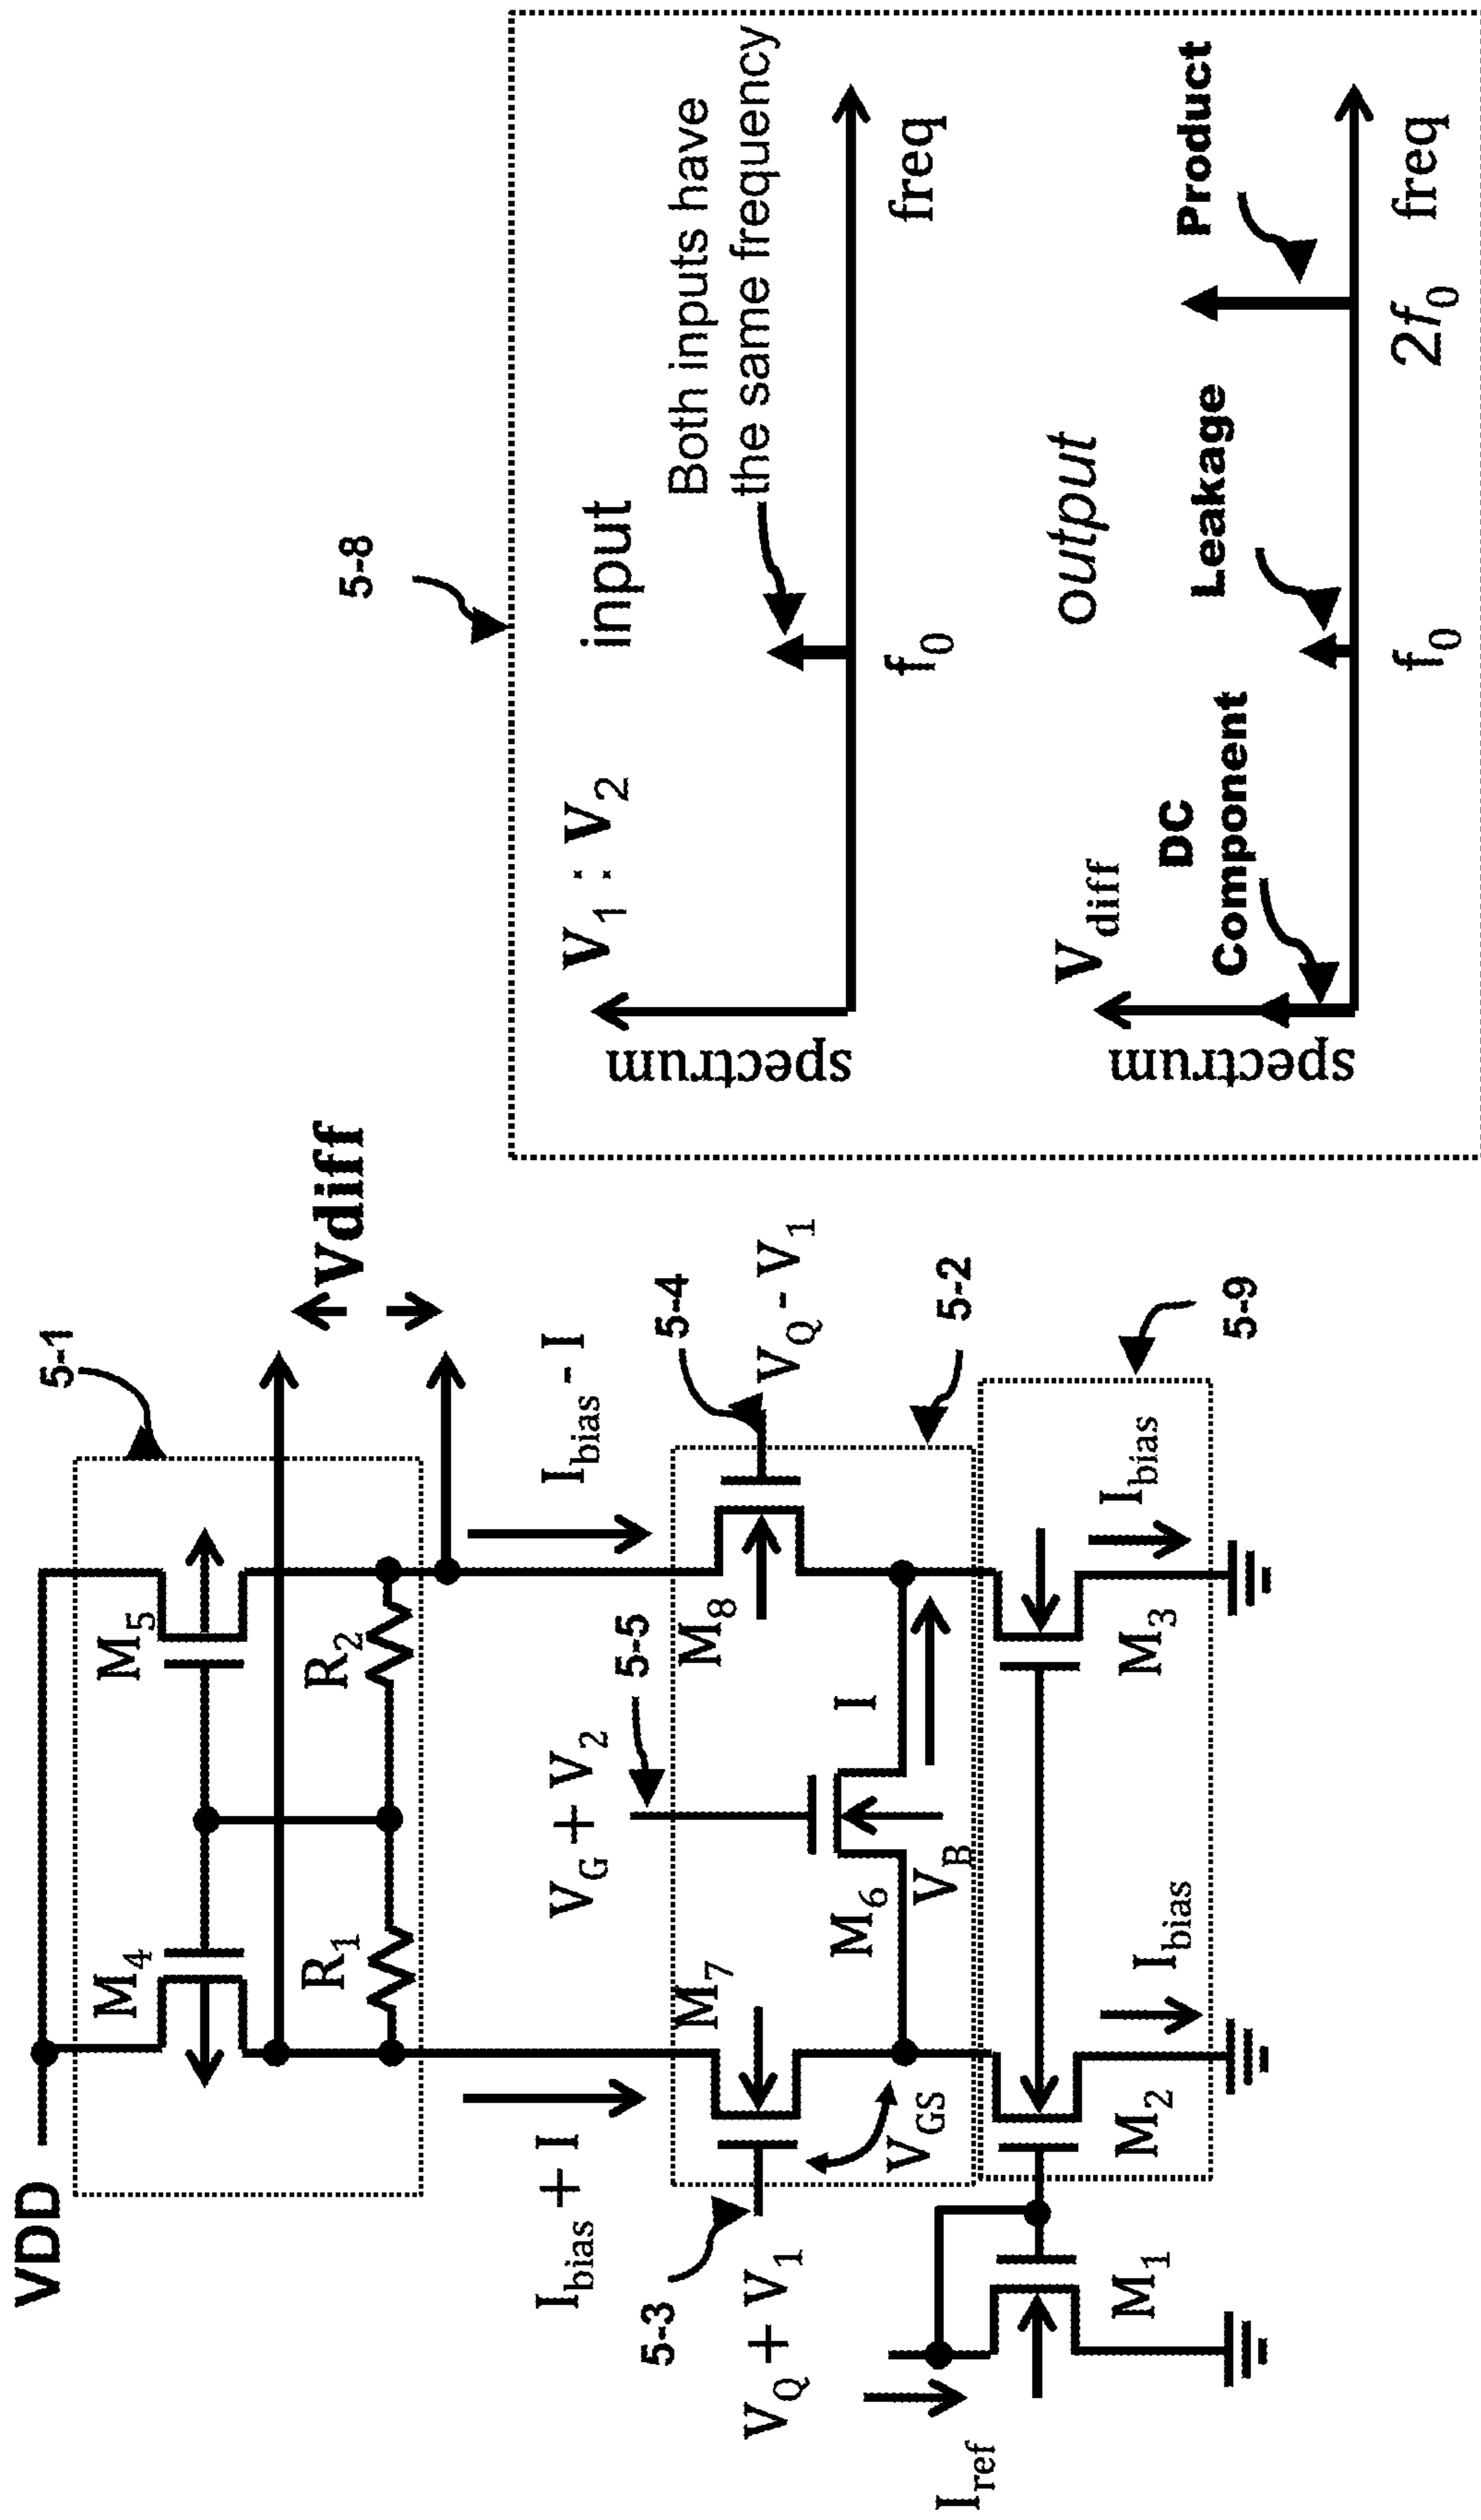 VDD
5-1
M4
M5
R1
R2
Vdiff
Ibias + I
Ibias - I
5-3
VQ + V1
M7
VG + V2
5-5
M8
5-4
VQ - V1
VGS
M6
VB
I
5-2
Iref
M1
M2
Ibias
M3
Ibias
5-9
5-8
V1 : V2
input
Both inputs have
the same frequency
spectrum
f0
freq
Vdiff
output
DC
Component
Leakage
Product
spectrum
f0
2f0
freq